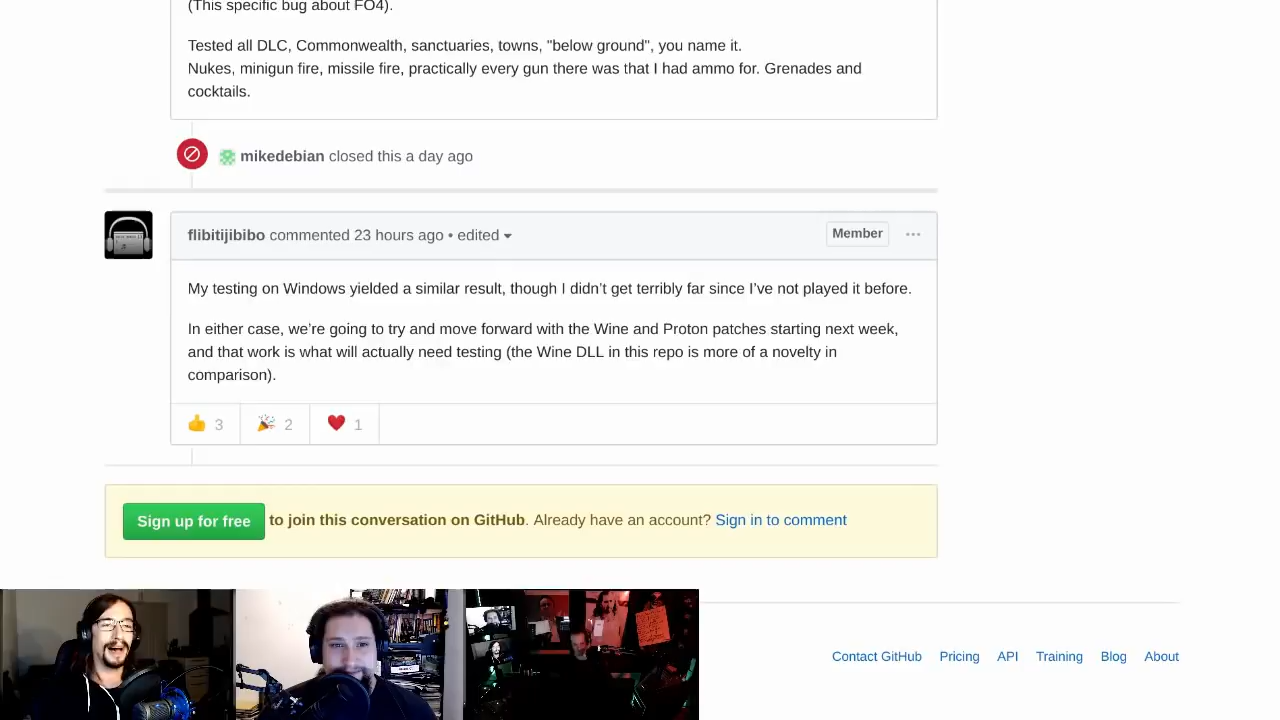 (This specific bug about FO4).
Tested all DLC, Commonwealth, sanctuaries, towns, "below ground", you name it.
Nukes, minigun fire, missile fire, practically every gun there was that I had ammo for. Grenades and
cocktails.
mikedebian closed this a day ago
flibitijibibo commented 23 hours ago • edited
Member
My testing on Windows yielded a similar result, though I didn't get terribly far since I've not played it before.
In either case, we're going to try and move forward with the Wine and Proton patches starting next week,
and that work is what will actually need testing (the Wine DLL in this repo is more of a novelty in
comparison).
3 2 1
Sign up for free to join this conversation on GitHub. Already have an account? Sign in to comment
Contact GitHub Pricing API Training Blog About